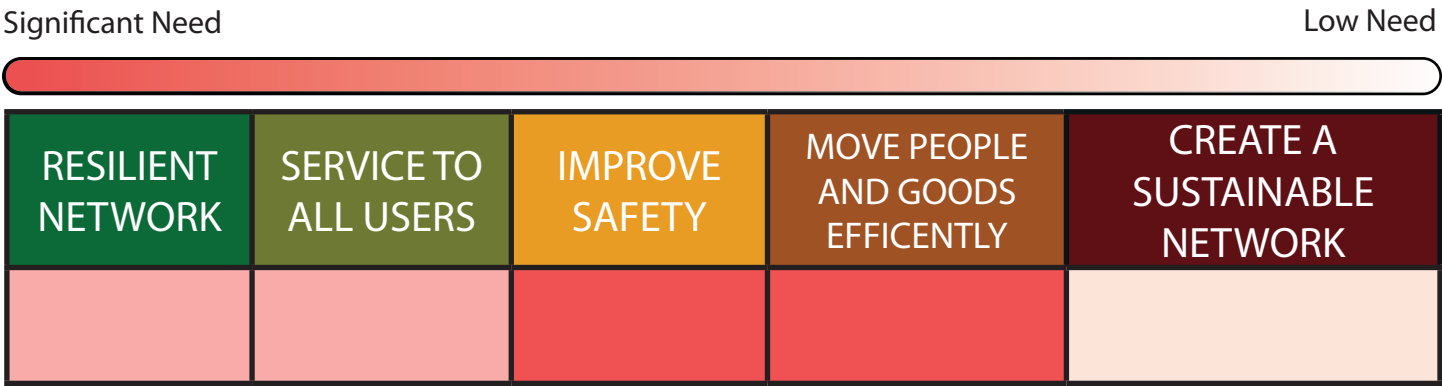 Significant Need
Low Need
RESILIENT
NETWORK
SERVICE TO
ALL USERS
IMPROVE
SAFETY
MOVE PEOPLE
AND GOODS
EFFICENTLY
CREATE A
SUSTAINABLE
NETWORK